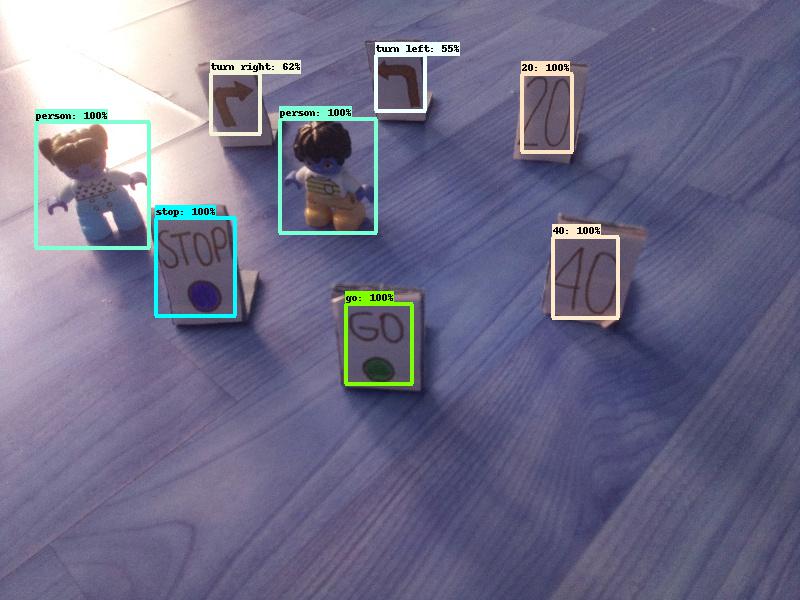 turn left: 55%
turn right: 62%
20: 100%
20
person: 100%
person: 100%
stop: 100%
STOP
40: 100%
40
go: 100%
GO